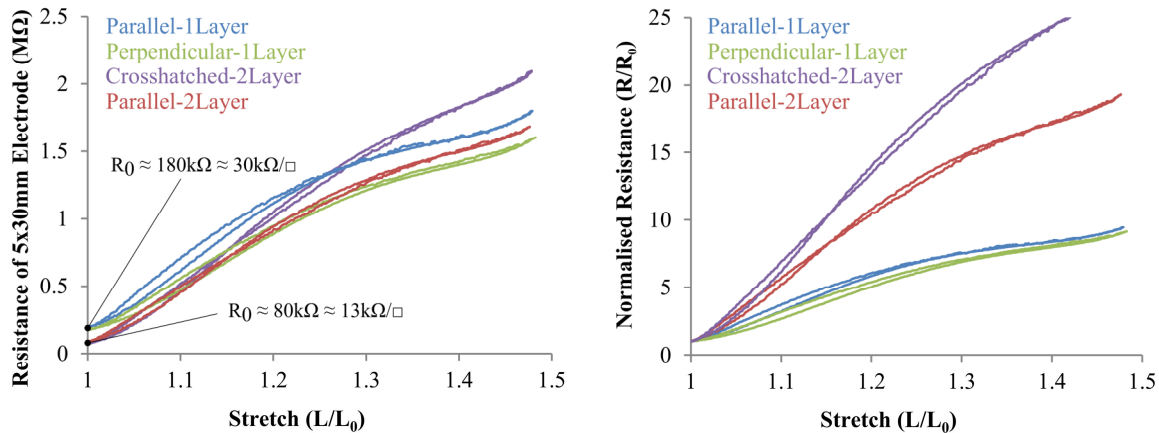 Resistance of 5x30mm Electrode (MΩ)
2.5
2
1.5
1
0.5
0
Parallel-1Layer
Perpendicular-1Layer
Crosshatched-2Layer
Parallel-2Layer
R0 ≈ 180kΩ ≈ 30kΩ/□
R0 ≈ 80kΩ ≈ 13kΩ/□
1 1.1 1.2 1.3 1.4 1.5
Stretch (L/L0)
Normalised Resistance (R/R0)
25
20
15
10
5
0
Parallel-1Layer
Perpendicular-1Layer
Crosshatched-2Layer
Parallel-2Layer
1 1.1 1.2 1.3 1.4 1.5
Stretch (L/L0)